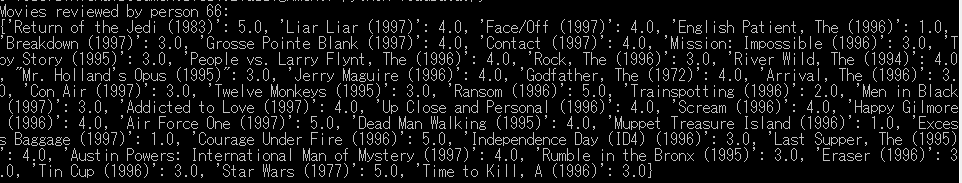 Movies reviewed by person 66:
{'Return of the Jedi (1983)': 5.0, 'Liar Liar (1997)': 4.0, 'Face/Off (1997)': 4.0, 'English Patient, The (1996)': 1.0,
'Breakdown (1997)': 3.0, 'Grosse Pointe Blank (1997)': 4.0, 'Contact (1997)': 4.0, 'Mission: Impossible (1996)': 3.0, 'T
oy Story (1995)': 3.0, 'People vs. Larry Flynt, The (1996)': 4.0, 'Rock, The (1996)': 3.0, 'River Wild, The (1994)': 4.0
, "Mr. Holland's Opus (1995)": 3.0, 'Jerry Maguire (1996)': 4.0, 'Godfather, The (1972)': 4.0, 'Arrival, The (1996)': 3.
0, 'Con Air (1997)': 3.0, 'Twelve Monkeys (1995)': 3.0, 'Ransom (1996)': 5.0, 'Trainspotting (1996)': 2.0, 'Men in Black
(1997)': 3.0, 'Addicted to Love (1997)': 4.0, 'Up Close and Personal (1996)': 4.0, 'Scream (1996)': 4.0, 'Happy Gilmore
(1996)': 4.0, 'Air Force One (1997)': 5.0, 'Dead Man Walking (1995)': 4.0, 'Muppet Treasure Island (1996)': 1.0, 'Exces
s Baggage (1997)': 1.0, 'Courage Under Fire (1996)': 5.0, 'Independence Day (ID4) (1996)': 3.0, 'Last Supper, The (1995)
': 4.0, 'Austin Powers: International Man of Mystery (1997)': 4.0, 'Rumble in the Bronx (1995)': 3.0, 'Eraser (1996)': 3
.0, 'Tin Cup (1996)': 3.0, 'Star Wars (1977)': 5.0, 'Time to Kill, A (1996)': 3.0}